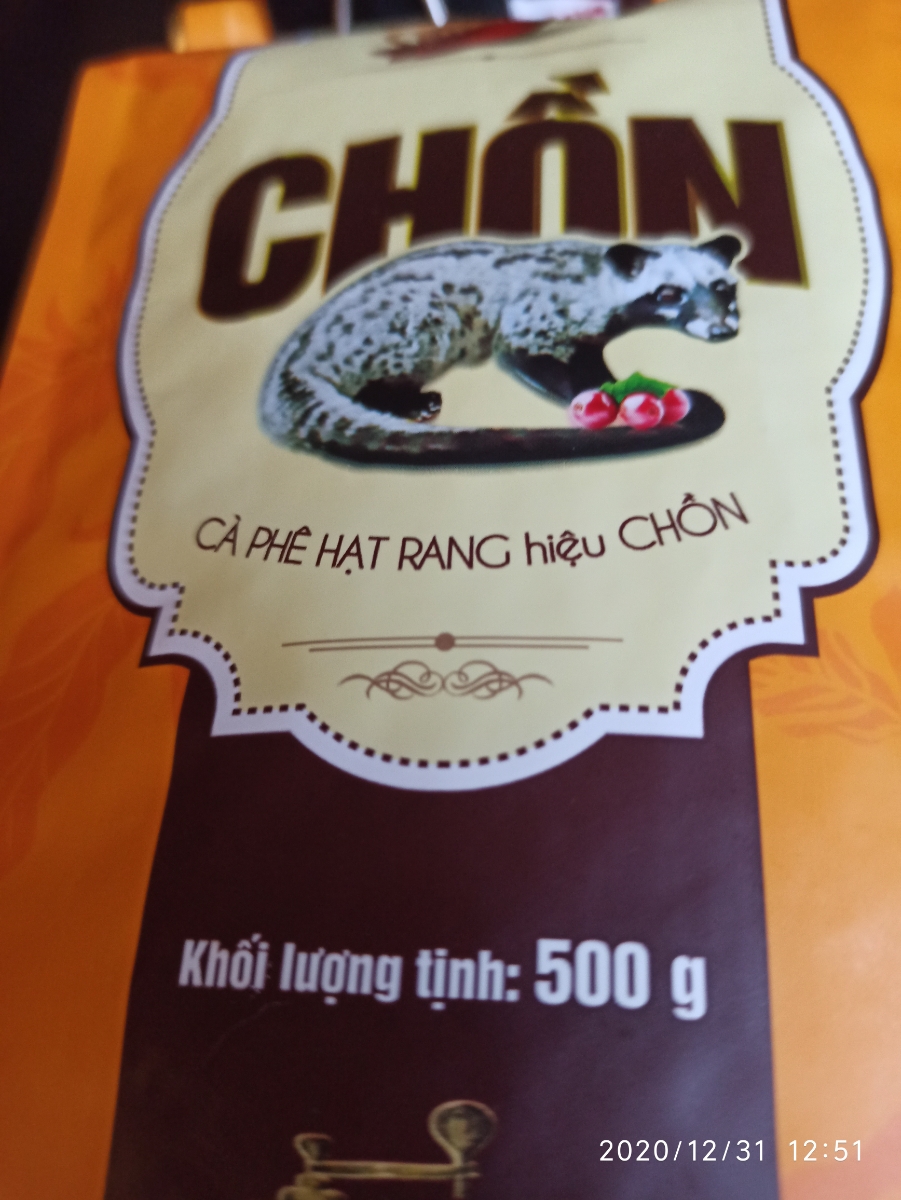 CHỒN
CÀ PHÊ HẠT RANG hiệu CHỒN
Khối lượng tịnh: 500 g
2020/12/31 12:51